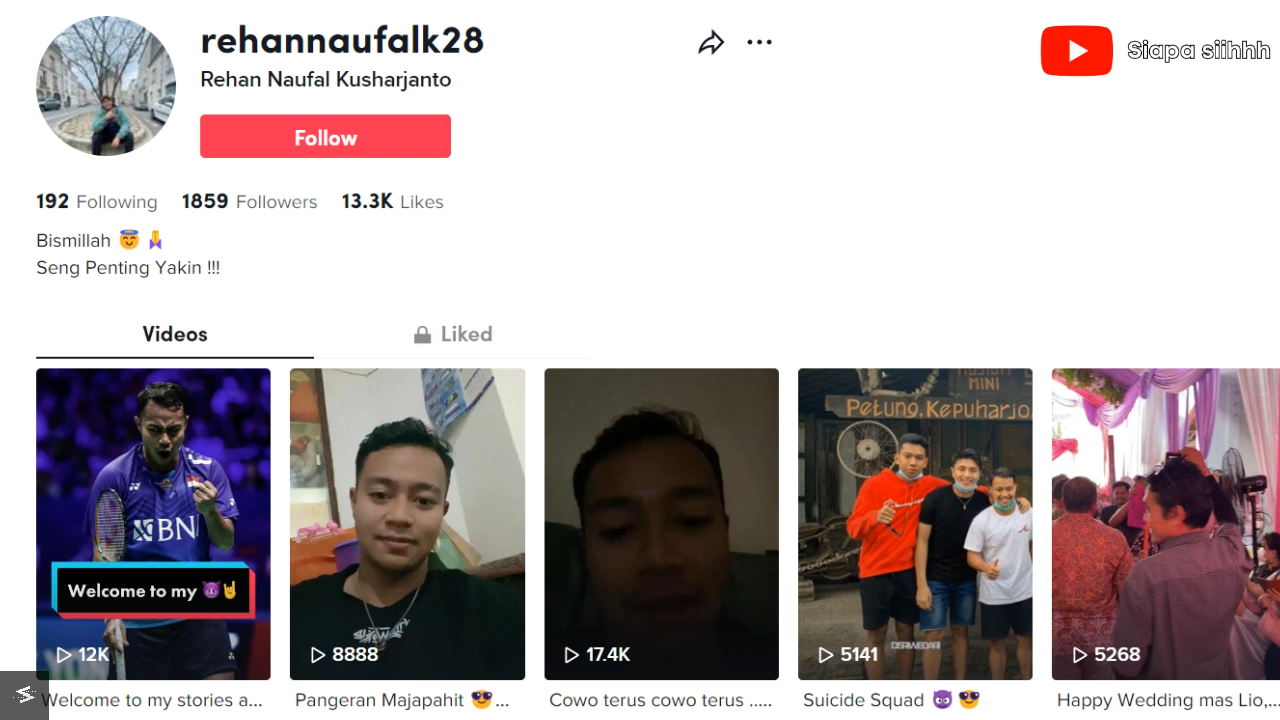 rehannaufalk28
Siapa siihhh
Rehan Naufal Kusharjanto
Follow
192 Following 1859 Followers 13.3K Likes
Bismillah 😇 🙏
Seng Penting Yakin !!!
Videos
Liked
MINI
Petung, Kepuharjo
BNI
Welcome to my 😈🤘
DISRIWEDARI
12K
8888
17.4K
5141
5268
Welcome to my stories a...
Pangeran Majapahit 😎...
Cowo terus cowo terus .....
Suicide Squad 😈 😎
Happy Wedding mas Lio,...